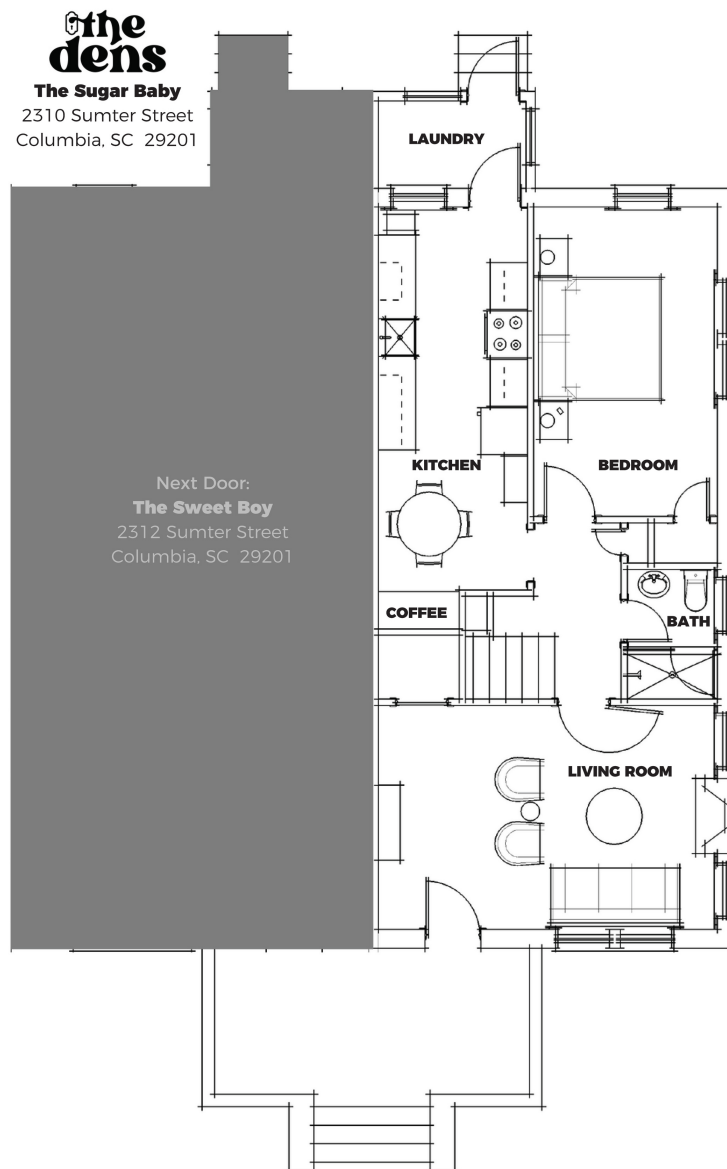 the
dens
The Sugar Baby
2310 Sumter Street
Columbia, SC 29201
LAUNDRY
KITCHEN
BEDROOM
Next Door:
The Sweet Boy
2312 Sumter Street
Columbia, SC 29201
COFFEE
BATH
LIVING ROOM